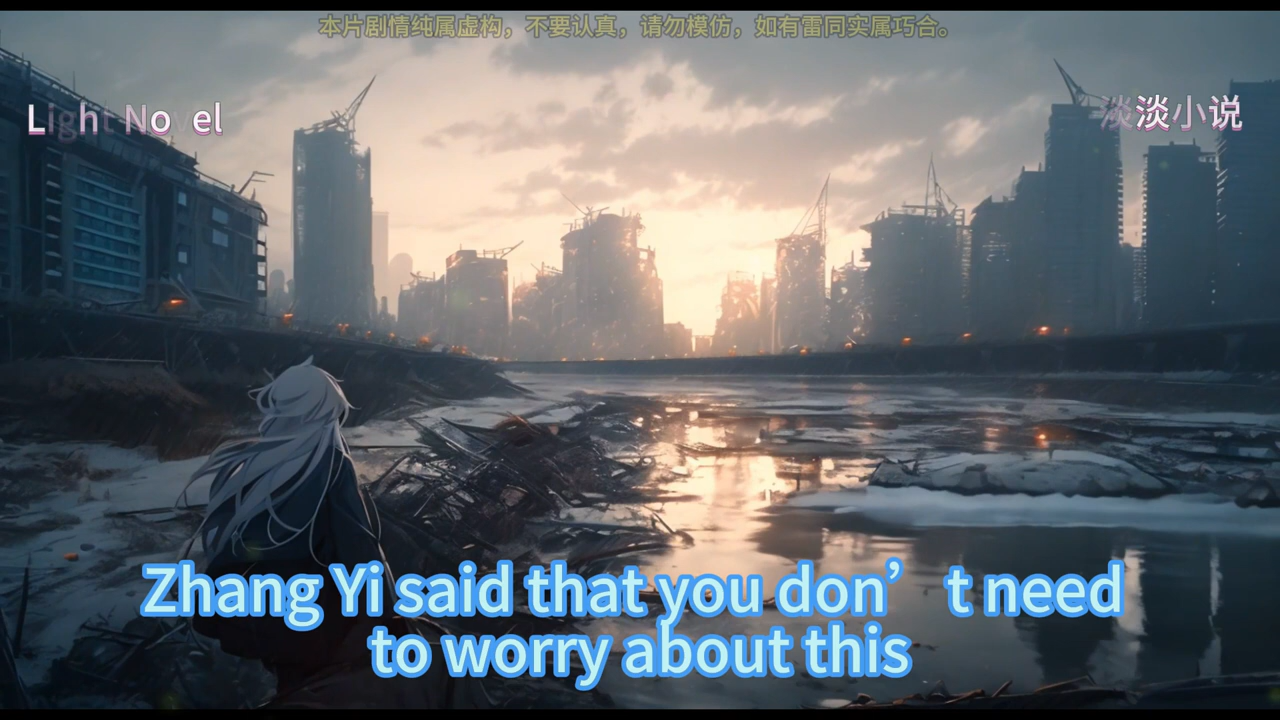 本片剧情纯属虚构，不要认真，请勿模仿，如有雷同实属巧合。
Light No el
淡淡小说
Zhang Yi said that you don’t need
to worry about this